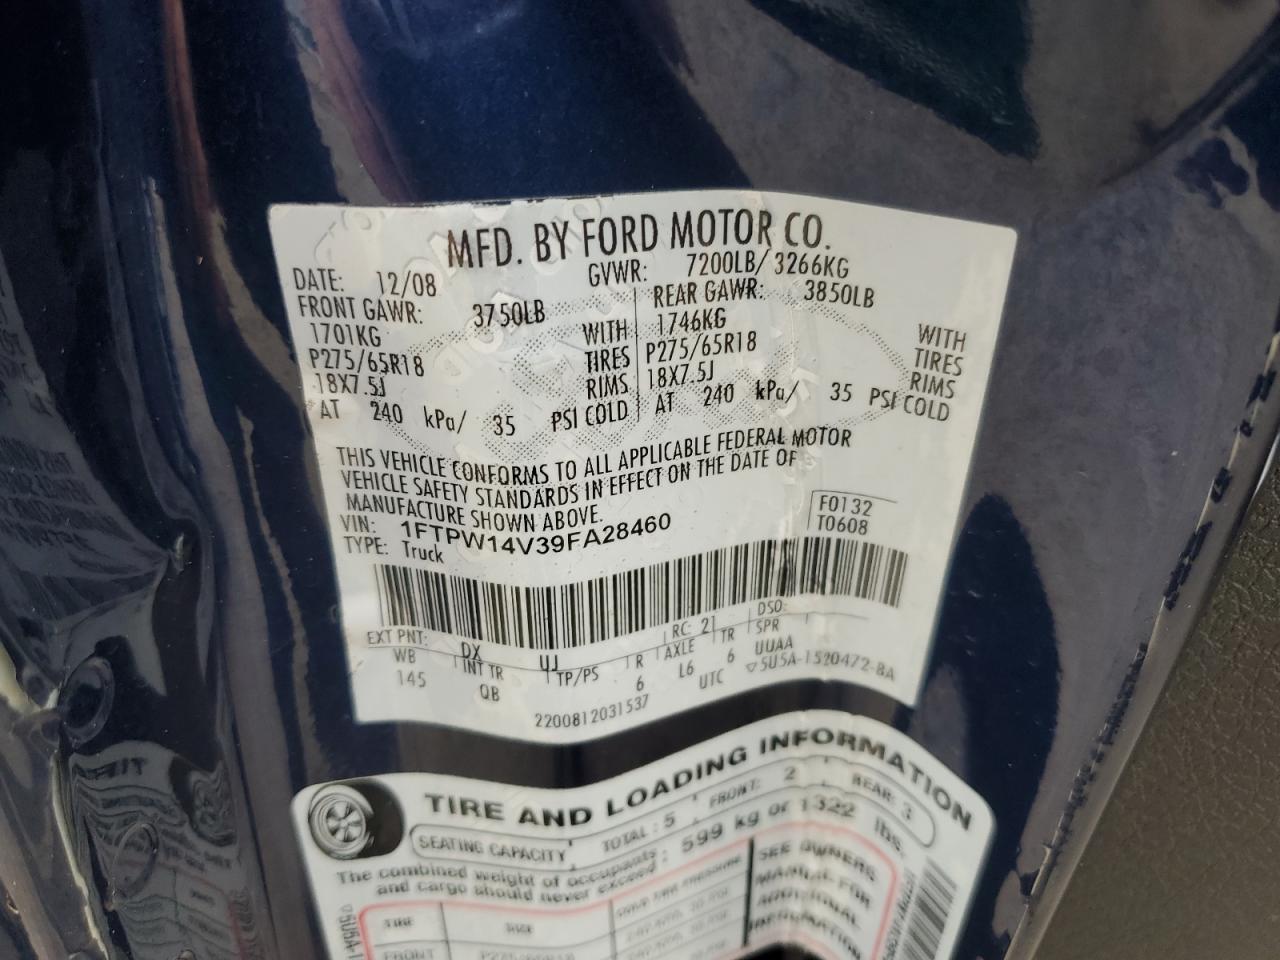 MFD. BY FORD MOTOR CO.
DATE: 12/08 GVWR: 7200LB/3266KG
FRONT GAWR: 3750LB REAR GAWR: 3850LB
1701KG WITH 1746KG WITH
P275/65R18 TIRES P275/65R18 TIRES
18X7.5J RIMS 18X7.5J RIMS
AT 240 kPa/ 35 PSI COLD AT 240 kPa/ 35 PSI COLD
THIS VEHICLE CONFORMS TO ALL APPLICABLE FEDERAL MOTOR
VEHICLE SAFETY STANDARDS IN EFFECT ON THE DATE OF
MANUFACTURE SHOWN ABOVE.
VIN: 1FTPW14V39FA28460
TYPE: Truck
F0132
T0608
EXT PNT: DX UJ RC: 21 DSO:
WB INT TR TP/PS R AXLE TR SPR
145 QB 6 L6 6 UUAA
UTC ▽5U5A-1520472-BA
2200812031537
TIRE AND LOADING INFORMATION
SEATING CAPACITY TOTAL: 5 FRONT: 2 REAR: 3
The combined weight of occupants
and cargo should never exceed: 599 kg or 1322 lbs.
TIRE SIZE
FRONT P275/65R18
SEE OWNERS
MANUAL FOR
ADDITIONAL
INFORMATION